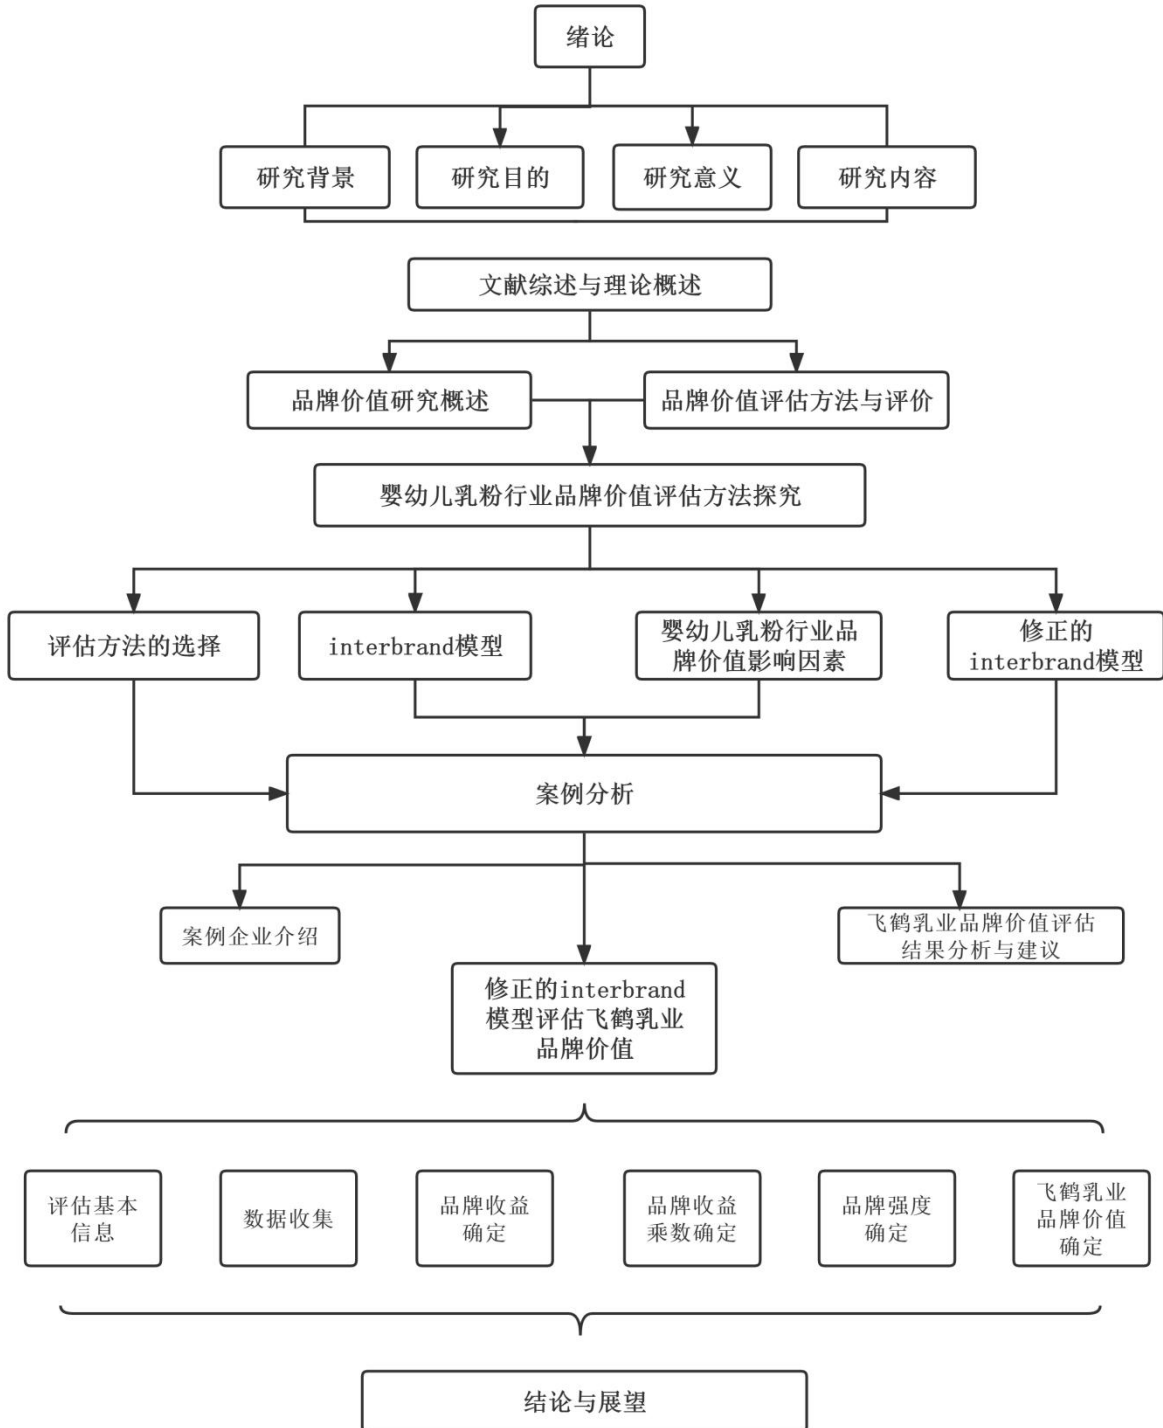 绪论
研究背景
研究目的
研究意义
研究内容
文献综述与理论概述
品牌价值研究概述
品牌价值评估方法与评价
婴幼儿乳粉行业品牌价值评估方法探究
评估方法的选择
interbrand模型
婴幼儿乳粉行业品
牌价值影响因素
修正的
interbrand模型
案例分析
案例企业介绍
修正的interbrand
模型评估飞鹤乳业
品牌价值
飞鹤乳业品牌价值评估
结果分析与建议
评估基本
信息
数据收集
品牌收益
确定
品牌收益
乘数确定
品牌强度
确定
飞鹤乳业
品牌价值
确定
结论与展望